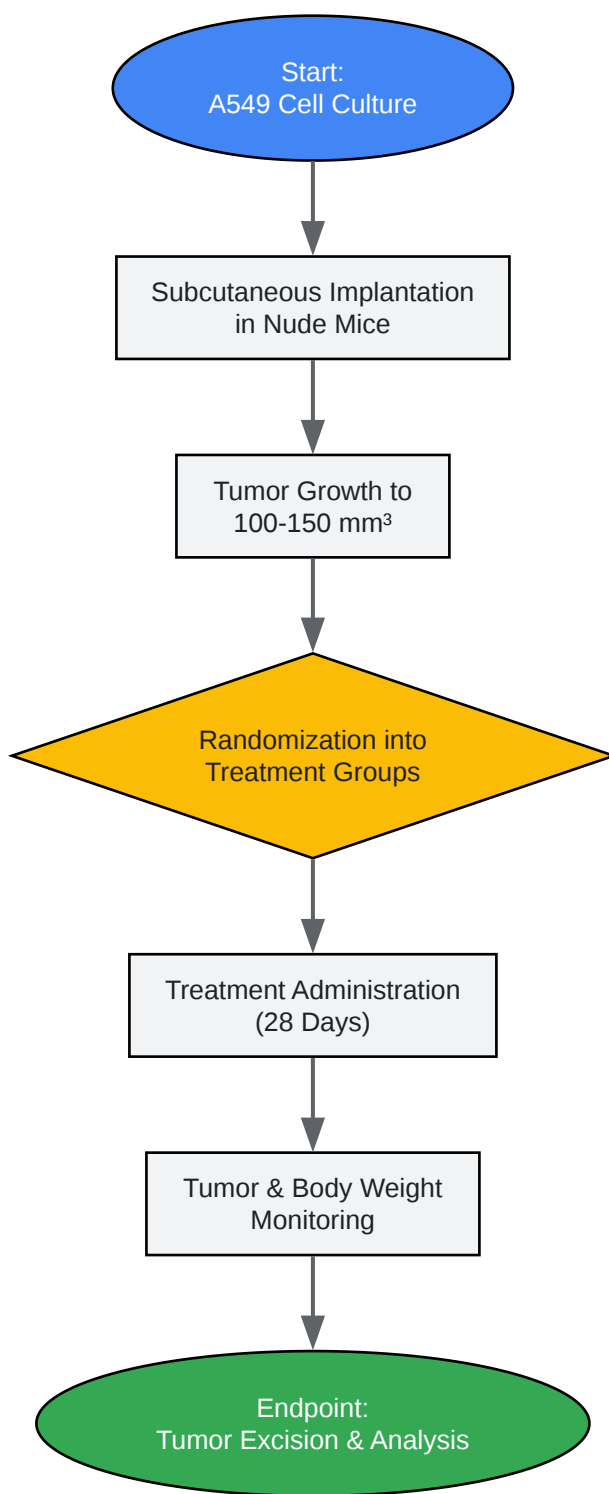 Start:
A549 Cell Culture
Subcutaneous Implantation
in Nude Mice
Tumor Growth to
100-150 mm³
Randomization into
Treatment Groups
Treatment Administration
(28 Days)
Tumor & Body Weight
Monitoring
Endpoint:
Tumor Excision & Analysis